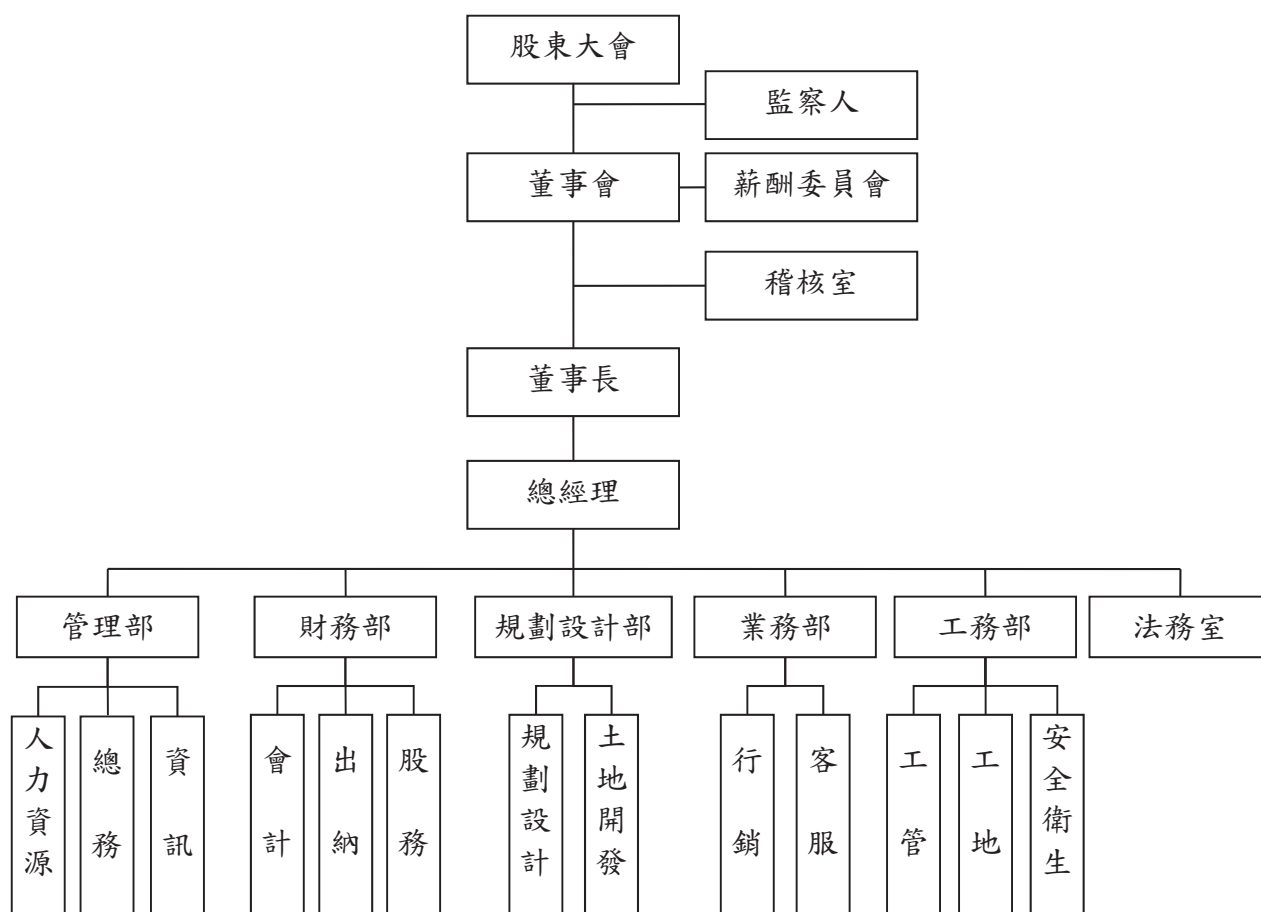 股東大會
監察人
董事會
薪酬委員會
稽核室
董事長
總經理
管理部
財務部
規劃設計部
業務部
工務部
法務室
人力資源
總務
資訊
會計
出納
股務
規劃設計
土地開發
行銷
客服
工管
工地
安全衛生